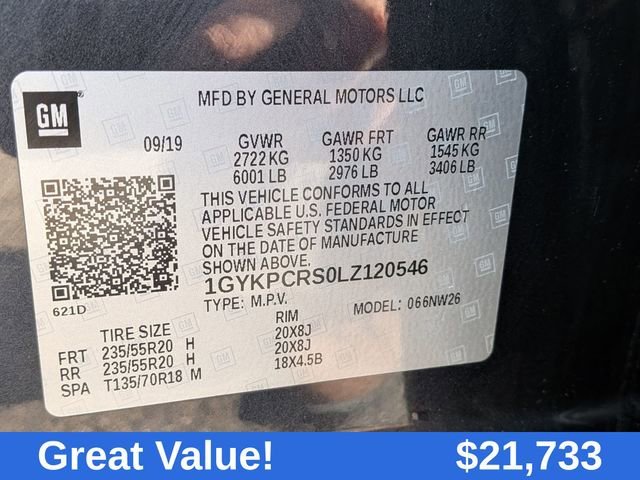 GM
MFD BY GENERAL MOTORS LLC
09/19 GVWR GAWR FRT GAWR RR
2722 KG 1350 KG 1545 KG
6001 LB 2976 LB 3406 LB
THIS VEHICLE CONFORMS TO ALL
APPLICABLE U.S. FEDERAL MOTOR
VEHICLE SAFETY STANDARDS IN EFFECT
ON THE DATE OF MANUFACTURE
SHOWN ABOVE.
1GYKPCRS0LZ120546
621D TYPE: M.P.V. MODEL: 066NW26
TIRE SIZE RIM
FRT 235/55R20 H 20X8J
RR 235/55R20 H 20X8J
SPA T135/70R18 M 18X4.5B
Great Value! $21,733